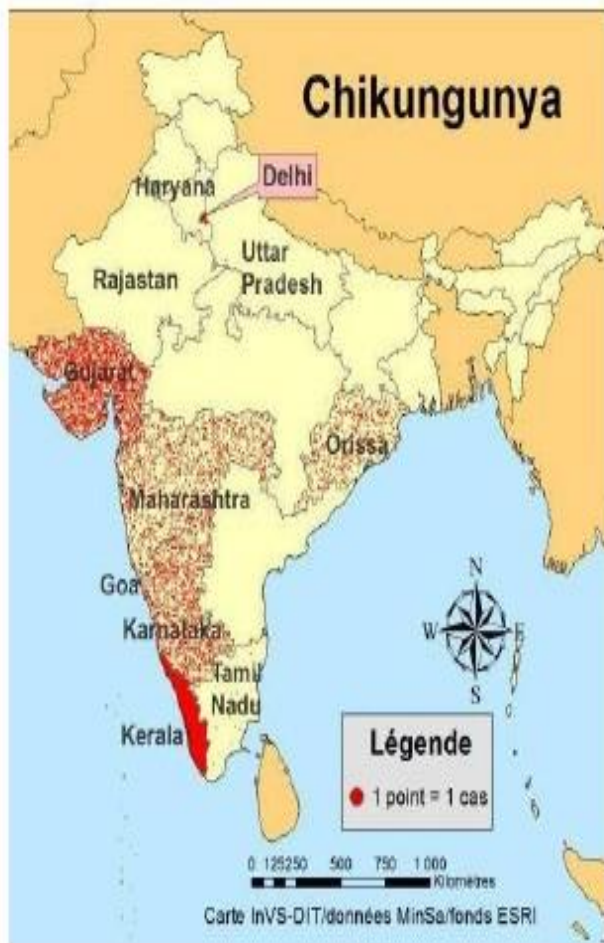 Chikungunya
Delhi
Haryana
Uttar
Pradesh
Rajastan
Gujarat
Orissa
Maharashtra
Goa
Karnataka
Tamil
Nadu
Kerala
N
W E
S
Légende
1 point = 1 cas
0 125250 500 750 1 000
Kilomètres
Carte InVS-DIT/données MinSa/fonds ESRI